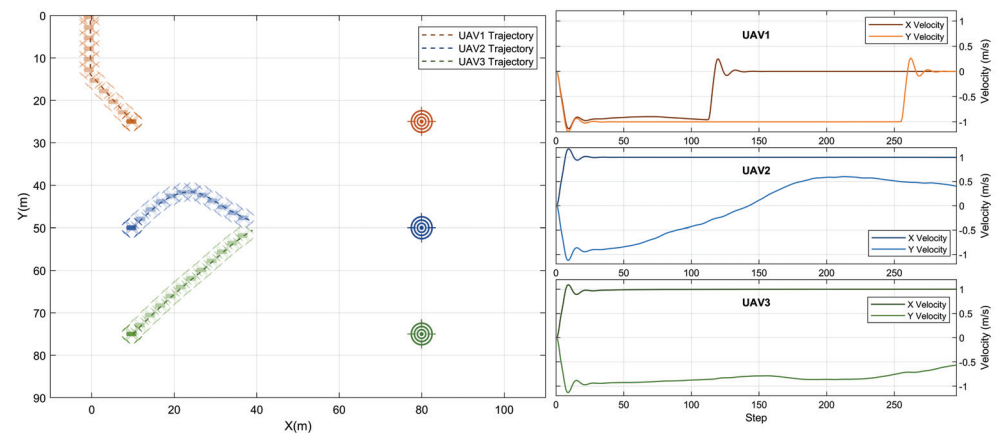 0
10
20
30
40
50
60
70
80
90
Y(m)
0
20
40
60
80
100
X(m)
UAV1 Trajectory
UAV2 Trajectory
UAV3 Trajectory
UAV1
X Velocity
Y Velocity
1
0.5
0
-0.5
-1
Velocity (m/s)
0
50
100
150
200
250
UAV2
X Velocity
Y Velocity
1
0.5
0
-0.5
-1
Velocity (m/s)
0
50
100
150
200
250
UAV3
X Velocity
Y Velocity
1
0.5
0
-0.5
-1
Velocity (m/s)
0
50
100
150
200
250
Step